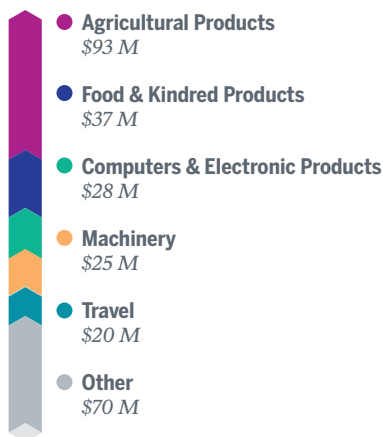 Agricultural Products
$93 M
Food & Kindred Products
$37 M
Computers & Electronic Products
$28 M
Machinery
$25 M
Travel
$20 M
Other
$70 M